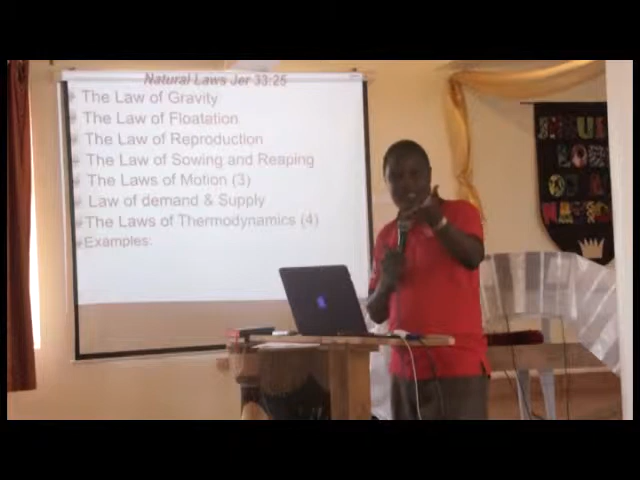 Natural Laws Jer 33:25
The Law of Gravity
The Law of Floatation
The Law of Reproduction
The Law of Sowing and Reaping
The Laws of Motion (3)
Law of demand & Supply
The Laws of Thermodynamics (4)
Examples:
LORD